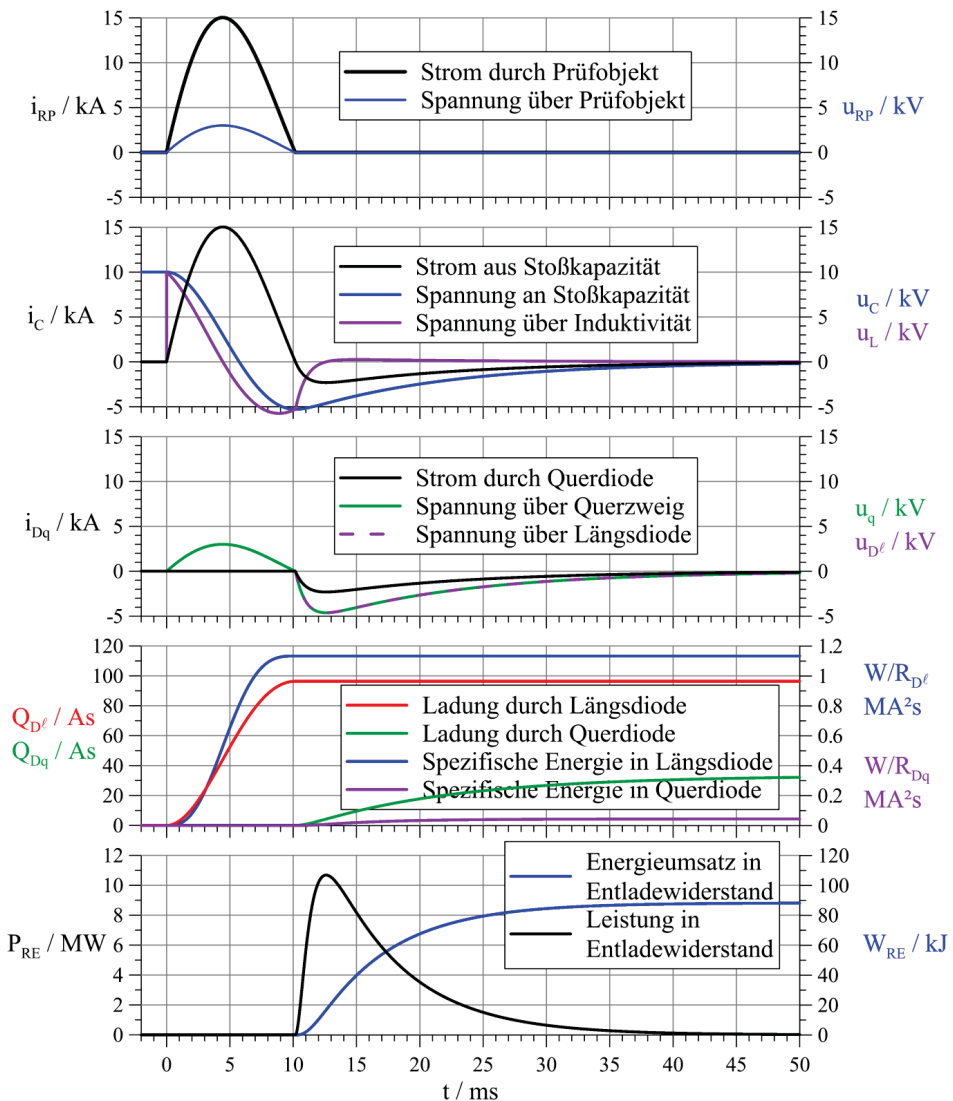 15
10
5
0
-5
i_RP / kA
Strom durch Prüfobjekt
Spannung über Prüfobjekt
15
10
5
0
-5
u_RP / kV
15
10
5
0
-5
i_C / kA
Strom aus Stoßkapazität
Spannung an Stoßkapazität
Spannung über Induktivität
15
10
5
0
-5
u_C / kV
u_L / kV
15
10
5
0
-5
i_Dq / kA
Strom durch Querdiode
Spannung über Querzweig
Spannung über Längsdiode
15
10
5
0
-5
u_q / kV
u_Dℓ / kV
120
100
80
60
40
20
0
Q_Dℓ / As
Q_Dq / As
Ladung durch Längsdiode
Ladung durch Querdiode
Spezifische Energie in Längsdiode
Spezifische Energie in Querdiode
1.2
1
0.8
0.6
0.4
0.2
0
W/R_Dℓ
MA²s
W/R_Dq
MA²s
12
10
8
6
4
2
0
P_RE / MW
Energieumsatz in
Entladewiderstand
Leistung in
Entladewiderstand
120
100
80
60
40
20
0
W_RE / kJ
0 5 10 15 20 25 30 35 40 45 50
t / ms